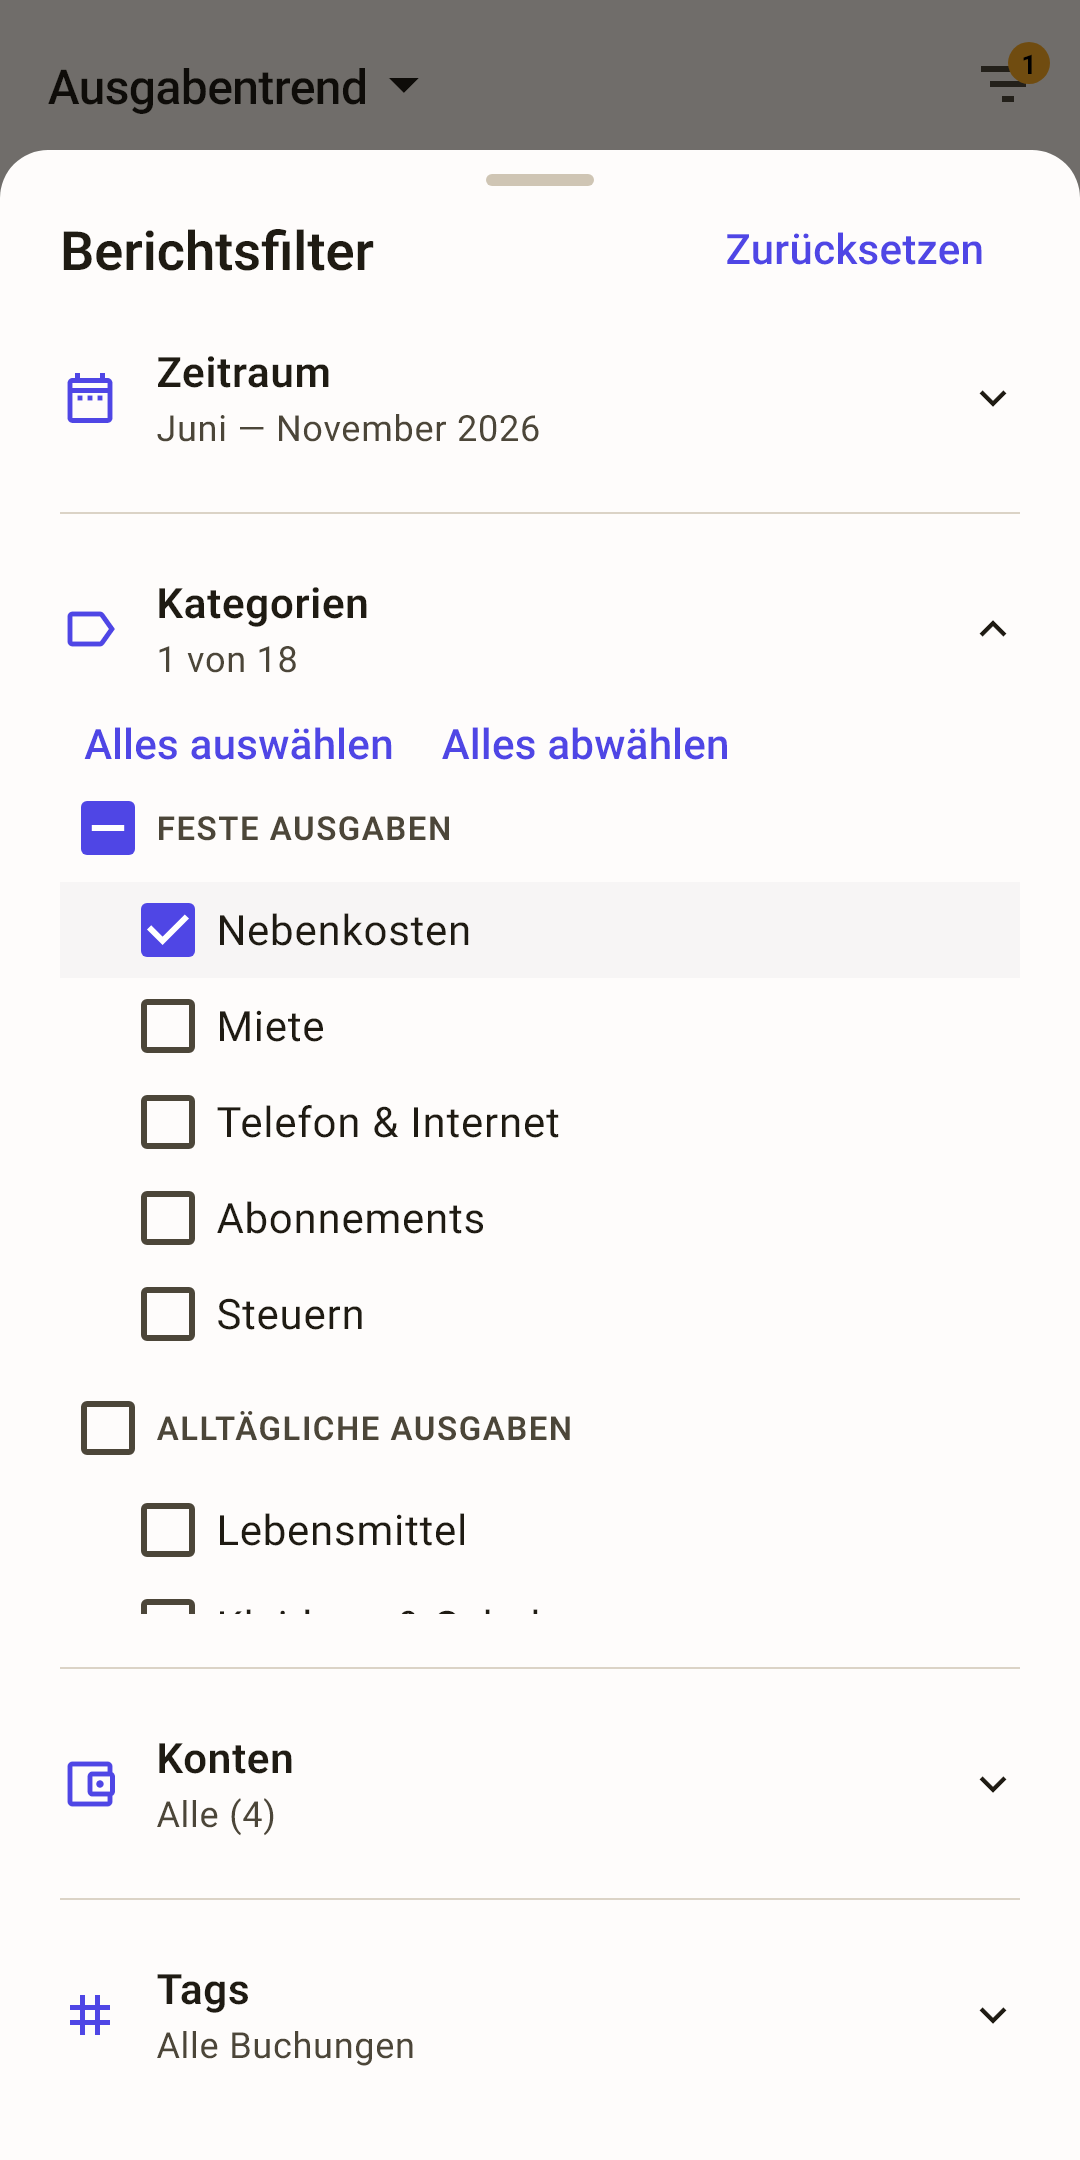 Ausgabentrend
1
Berichtsfilter
Zurücksetzen
Zeitraum
Juni — November 2026
Kategorien
1 von 18
Alles auswählen
Alles abwählen
FESTE AUSGABEN
Nebenkosten
Miete
Telefon & Internet
Abonnements
Steuern
ALLTÄGLICHE AUSGABEN
Lebensmittel
Konten
Alle (4)
Tags
Alle Buchungen